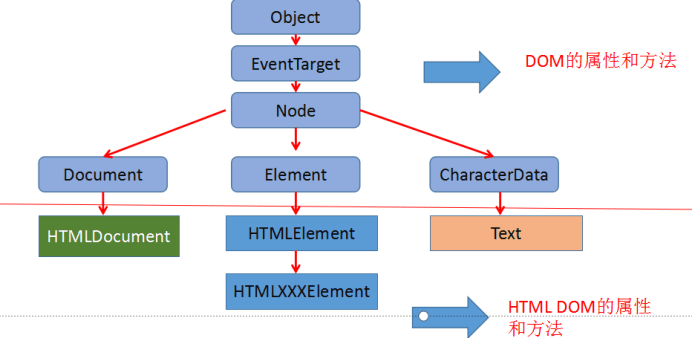 Object
EventTarget
DOM的属性和方法
Node
Document
Element
CharacterData
HTMLDocument
HTMLElement
Text
HTMLXXXElement
HTML DOM的属性
和方法